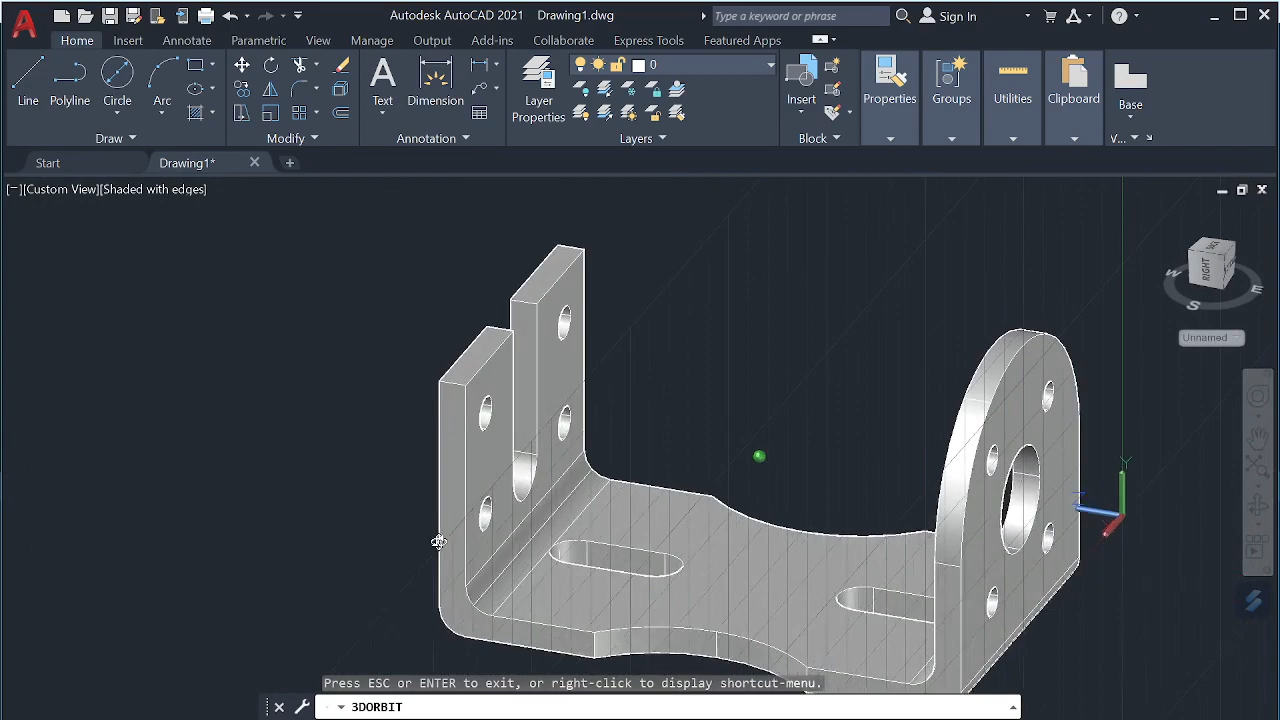 Autodesk AutoCAD 2021 Drawing1.dwg
Type a keyword or phrase
Sign In
Home Insert Annotate Parametric View Manage Output Add-ins Collaborate Express Tools Featured Apps
Line Polyline Circle Arc
Draw
Modify
Text Dimension
Annotation
Layer
Properties
0
Layers
Insert
Block
Properties
Groups
Utilities
Clipboard
Base
V...
Start
Drawing1*
[−][Custom View][Shaded with edges]
RIGHT
BACK
W
S
E
Unnamed
Y
Z
X
Press ESC or ENTER to exit, or right-click to display shortcut-menu.
3DORBIT